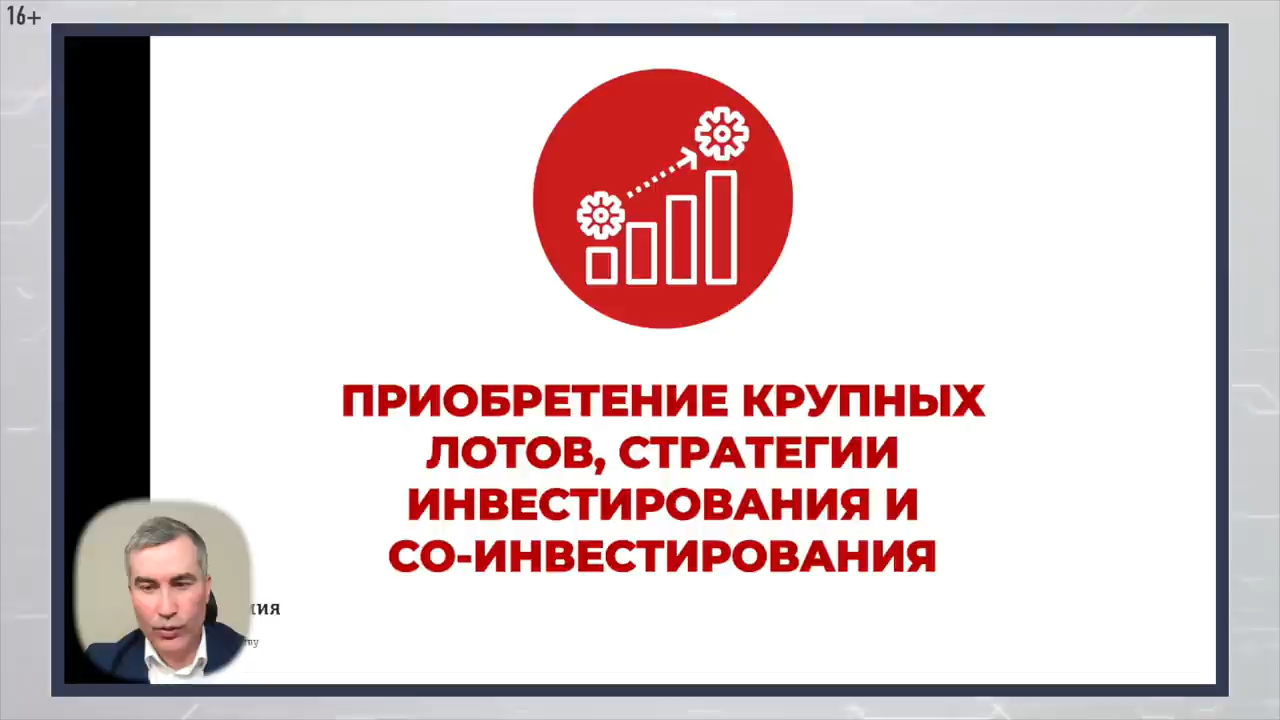 16+
ПРИОБРЕТЕНИЕ КРУПНЫХ
ЛОТОВ, СТРАТЕГИИ
ИНВЕСТИРОВАНИЯ И
СО-ИНВЕСТИРОВАНИЯ